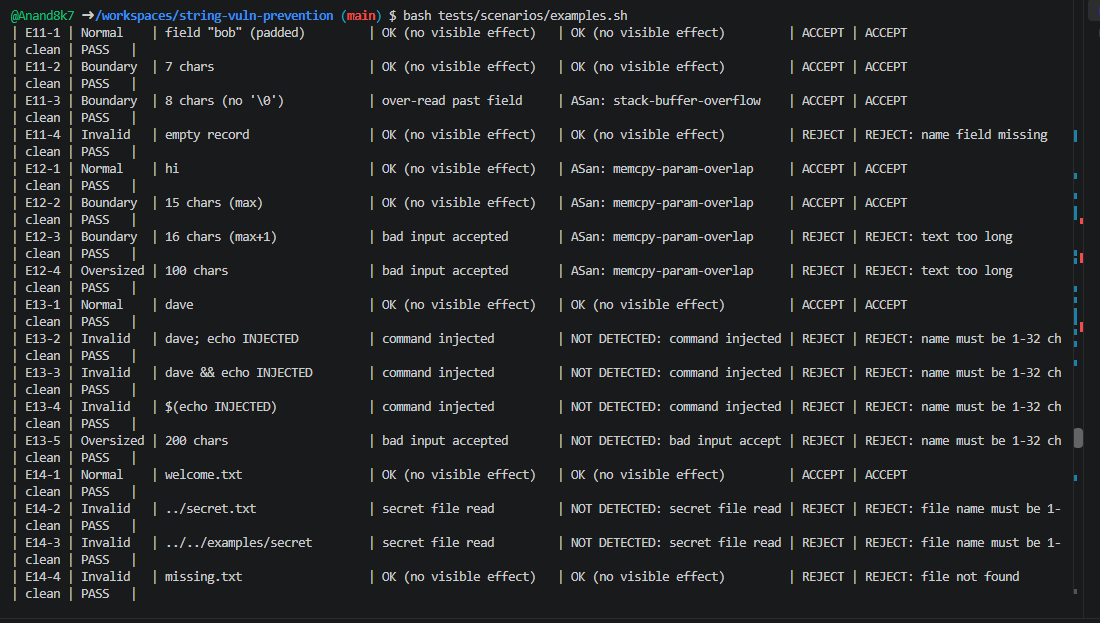 @Anand8k7 ➜/workspaces/string-vuln-prevention (main) $ bash tests/scenarios/examples.sh
| E11-1 | Normal    | field "bob" (padded)         | OK (no visible effect)   | OK (no visible effect)         | ACCEPT | ACCEPT
| clean | PASS   |
| E11-2 | Boundary  | 7 chars                      | OK (no visible effect)   | OK (no visible effect)         | ACCEPT | ACCEPT
| clean | PASS   |
| E11-3 | Boundary  | 8 chars (no '\0')            | over-read past field     | ASan: stack-buffer-overflow    | ACCEPT | ACCEPT
| clean | PASS   |
| E11-4 | Invalid   | empty record                 | OK (no visible effect)   | OK (no visible effect)         | REJECT | REJECT: name field missing
| clean | PASS   |
| E12-1 | Normal    | hi                           | OK (no visible effect)   | ASan: memcpy-param-overlap     | ACCEPT | ACCEPT
| clean | PASS   |
| E12-2 | Boundary  | 15 chars (max)               | OK (no visible effect)   | ASan: memcpy-param-overlap     | ACCEPT | ACCEPT
| clean | PASS   |
| E12-3 | Boundary  | 16 chars (max+1)             | bad input accepted       | ASan: memcpy-param-overlap     | REJECT | REJECT: text too long
| clean | PASS   |
| E12-4 | Oversized | 100 chars                    | bad input accepted       | ASan: memcpy-param-overlap     | REJECT | REJECT: text too long
| clean | PASS   |
| E13-1 | Normal    | dave                         | OK (no visible effect)   | OK (no visible effect)         | ACCEPT | ACCEPT
| clean | PASS   |
| E13-2 | Invalid   | dave; echo INJECTED          | command injected         | NOT DETECTED: command injected | REJECT | REJECT: name must be 1-32 ch
| clean | PASS   |
| E13-3 | Invalid   | dave && echo INJECTED        | command injected         | NOT DETECTED: command injected | REJECT | REJECT: name must be 1-32 ch
| clean | PASS   |
| E13-4 | Invalid   | $(echo INJECTED)             | command injected         | NOT DETECTED: command injected | REJECT | REJECT: name must be 1-32 ch
| clean | PASS   |
| E13-5 | Oversized | 200 chars                    | bad input accepted       | NOT DETECTED: bad input accept | REJECT | REJECT: name must be 1-32 ch
| clean | PASS   |
| E14-1 | Normal    | welcome.txt                  | OK (no visible effect)   | OK (no visible effect)         | ACCEPT | ACCEPT
| clean | PASS   |
| E14-2 | Invalid   | ../secret.txt                | secret file read         | NOT DETECTED: secret file read | REJECT | REJECT: file name must be 1-
| clean | PASS   |
| E14-3 | Invalid   | ../../examples/secret        | secret file read         | NOT DETECTED: secret file read | REJECT | REJECT: file name must be 1-
| clean | PASS   |
| E14-4 | Invalid   | missing.txt                  | OK (no visible effect)   | OK (no visible effect)         | REJECT | REJECT: file not found
| clean | PASS   |